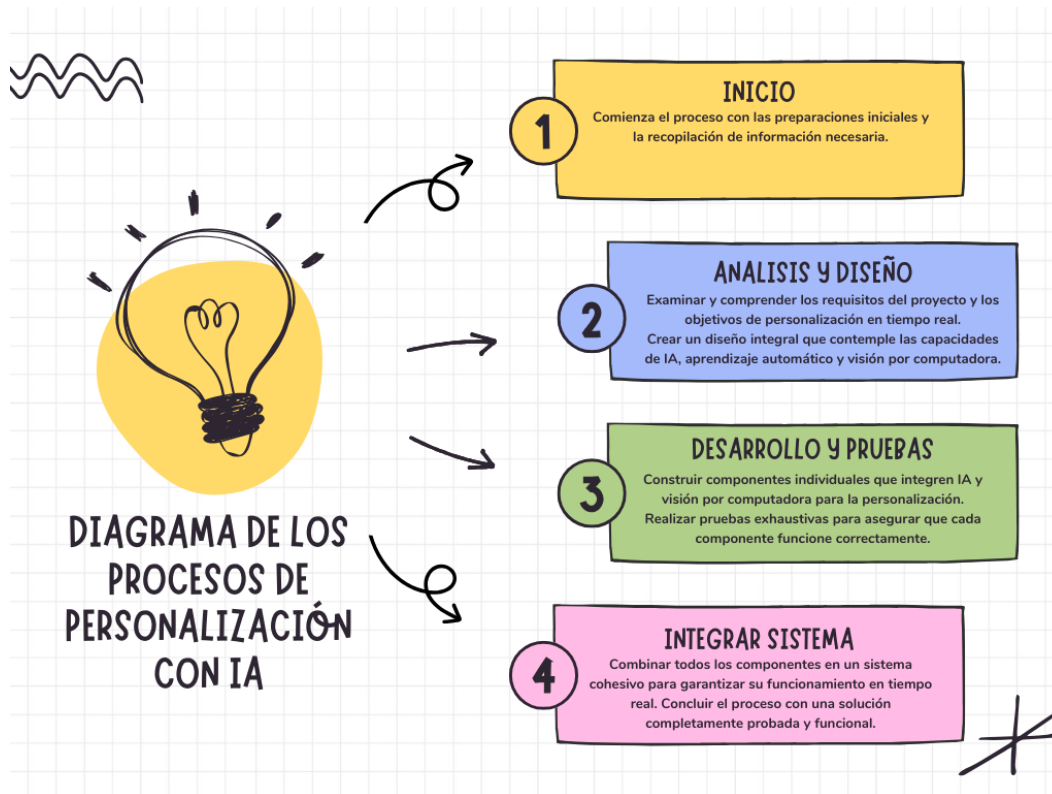 DIAGRAMA DE LOS
PROCESOS DE
PERSONALIZACIÓN
CON IA
1
INICIO
Comienza el proceso con las preparaciones iniciales y
la recopilación de información necesaria.
2
ANALISIS Y DISEÑO
Examinar y comprender los requisitos del proyecto y los
objetivos de personalización en tiempo real.
Crear un diseño integral que contemple las capacidades
de IA, aprendizaje automático y visión por computadora.
3
DESARROLLO Y PRUEBAS
Construir componentes individuales que integren IA y
visión por computadora para la personalización.
Realizar pruebas exhaustivas para asegurar que cada
componente funcione correctamente.
4
INTEGRAR SISTEMA
Combinar todos los componentes en un sistema
cohesivo para garantizar su funcionamiento en tiempo
real. Concluir el proceso con una solución
completamente probada y funcional.